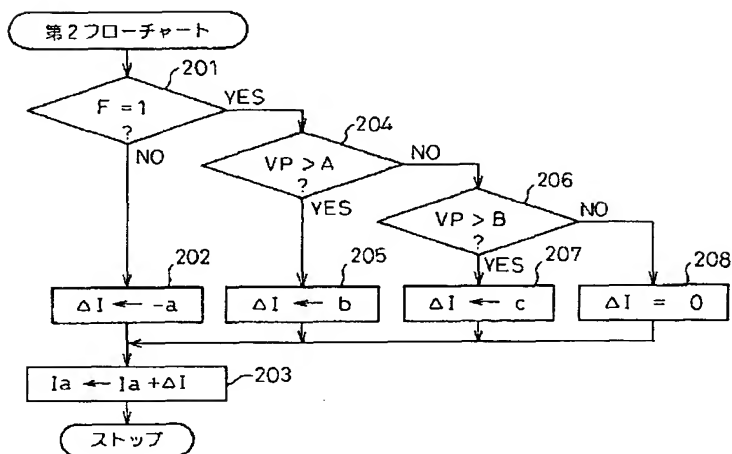 第2フローチャート
201
F = 1
?
YES
NO
204
VP > A
?
NO
YES
206
VP > B
?
NO
YES
202
ΔI ← -a
205
ΔI ← b
207
ΔI ← c
208
ΔI = 0
Ia ← Ia + ΔI
203
ストップ